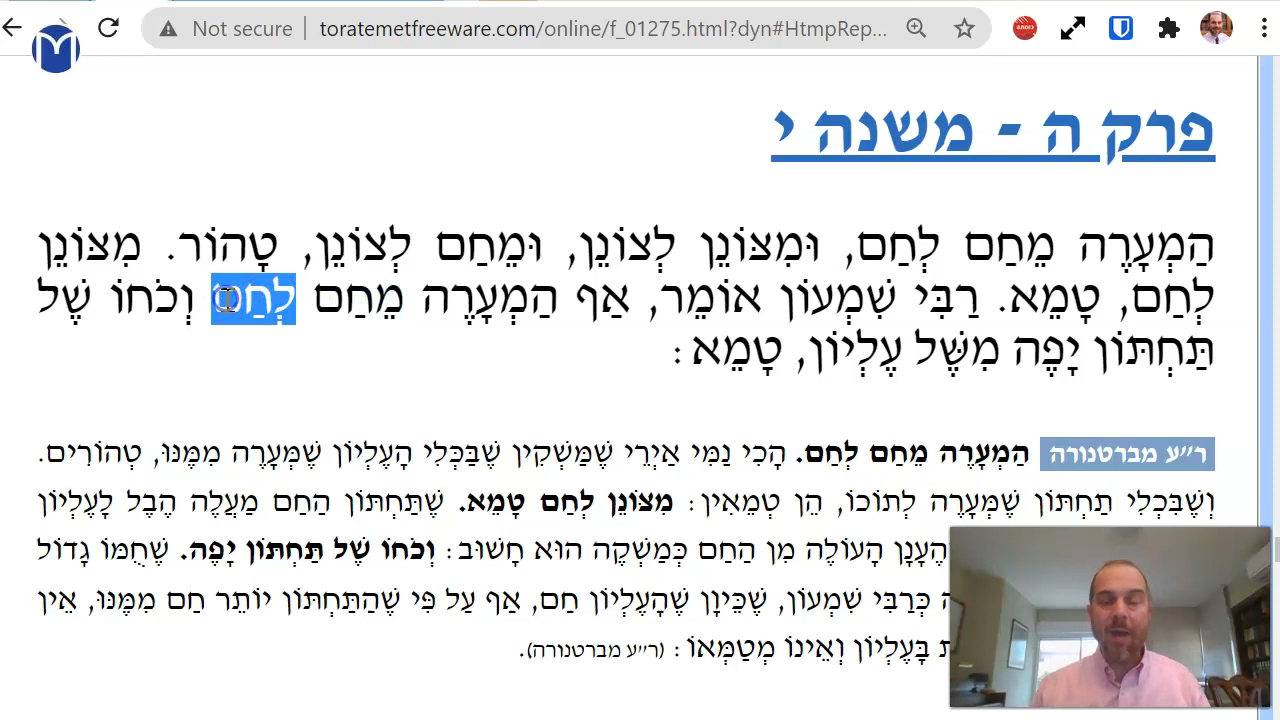 Not secure
toratemetfreeware.com/online/f_01275.html?dyn#HtmpRep...
פרק ה - משנה י
הַמְעָרֶה מֵחַם לְחַם, וּמִצּוֹנֵן לְצוֹנֵן, וּמֵחַם לְצוֹנֵן, טָהוֹר. מִצּוֹנֵן
לְחַם, טָמֵא. רַבִּי שִׁמְעוֹן אוֹמֵר, אַף הַמְעָרֶה מֵחַם לְחַם וְכֹחוֹ שֶׁל
תַּחְתּוֹן יָפֶה מִשֶּׁל עֶלְיוֹן, טָמֵא:
ר"ע מברטנורה הַמְעָרֶה מֵחַם לְחַם. הָכִי נַמִּי אַיְרֵי שֶׁמַּשְׁקִין שֶׁבַּכְּלִי הָעֶלְיוֹן שֶׁמְּעָרֶה מִמֶּנּוּ, טְהוֹרִים.
וְשֶׁבִּכְלִי תַחְתּוֹן שֶׁמְּעָרֶה לְתוֹכוֹ, הֵן טְמֵאִין: מִצּוֹנֵן לְחַם טָמֵא. שֶׁתַּחְתּוֹן הַחַם מַעֲלֶה הֶבֶל לָעֶלְיוֹן
הֶעָנָן הָעוֹלֶה מִן הַחַם כְּמַשְׁקֶה הוּא חָשׁוּב: וְכֹחוֹ שֶׁל תַּחְתּוֹן יָפֶה. שֶׁחֻמּוֹ גָדוֹל
כְּרַבִּי שִׁמְעוֹן, שֶׁכֵּיוָן שֶׁהָעֶלְיוֹן חַם, אַף עַל פִּי שֶׁהַתַּחְתּוֹן יוֹתֵר חַם מִמֶּנּוּ, אֵין
בָּעֶלְיוֹן וְאֵינוֹ מְטַמְּאוֹ: (ר"ע מברטנורה).